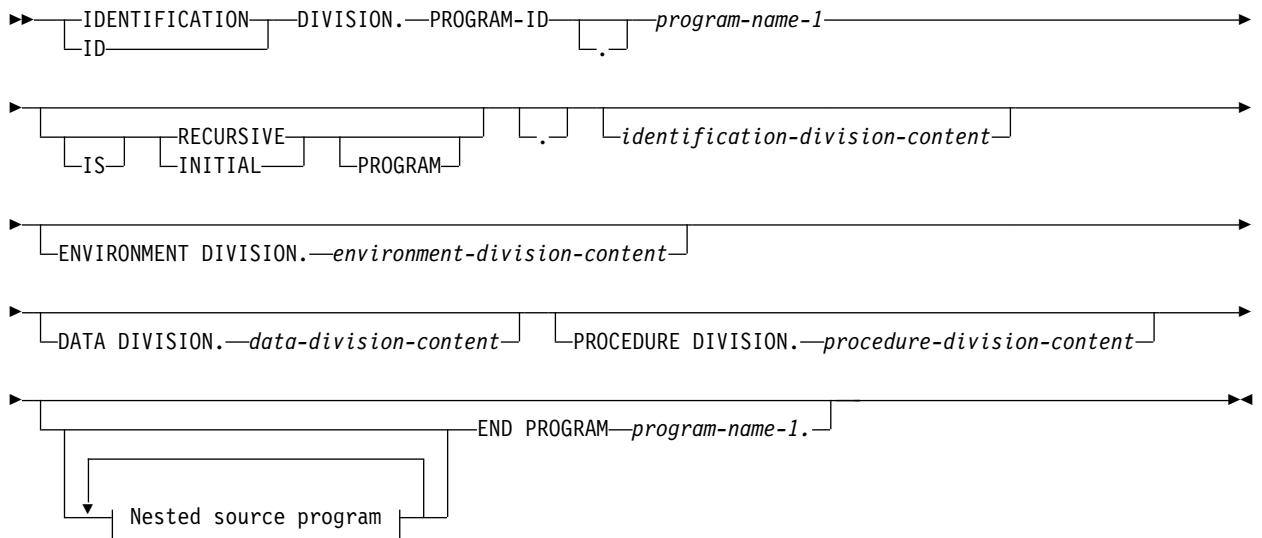 IDENTIFICATION DIVISION. PROGRAM-ID program-name-1
ID .
RECURSIVE . identification-division-content
IS INITIAL PROGRAM
ENVIRONMENT DIVISION. environment-division-content
DATA DIVISION. data-division-content PROCEDURE DIVISION. procedure-division-content
END PROGRAM program-name-1.
Nested source program